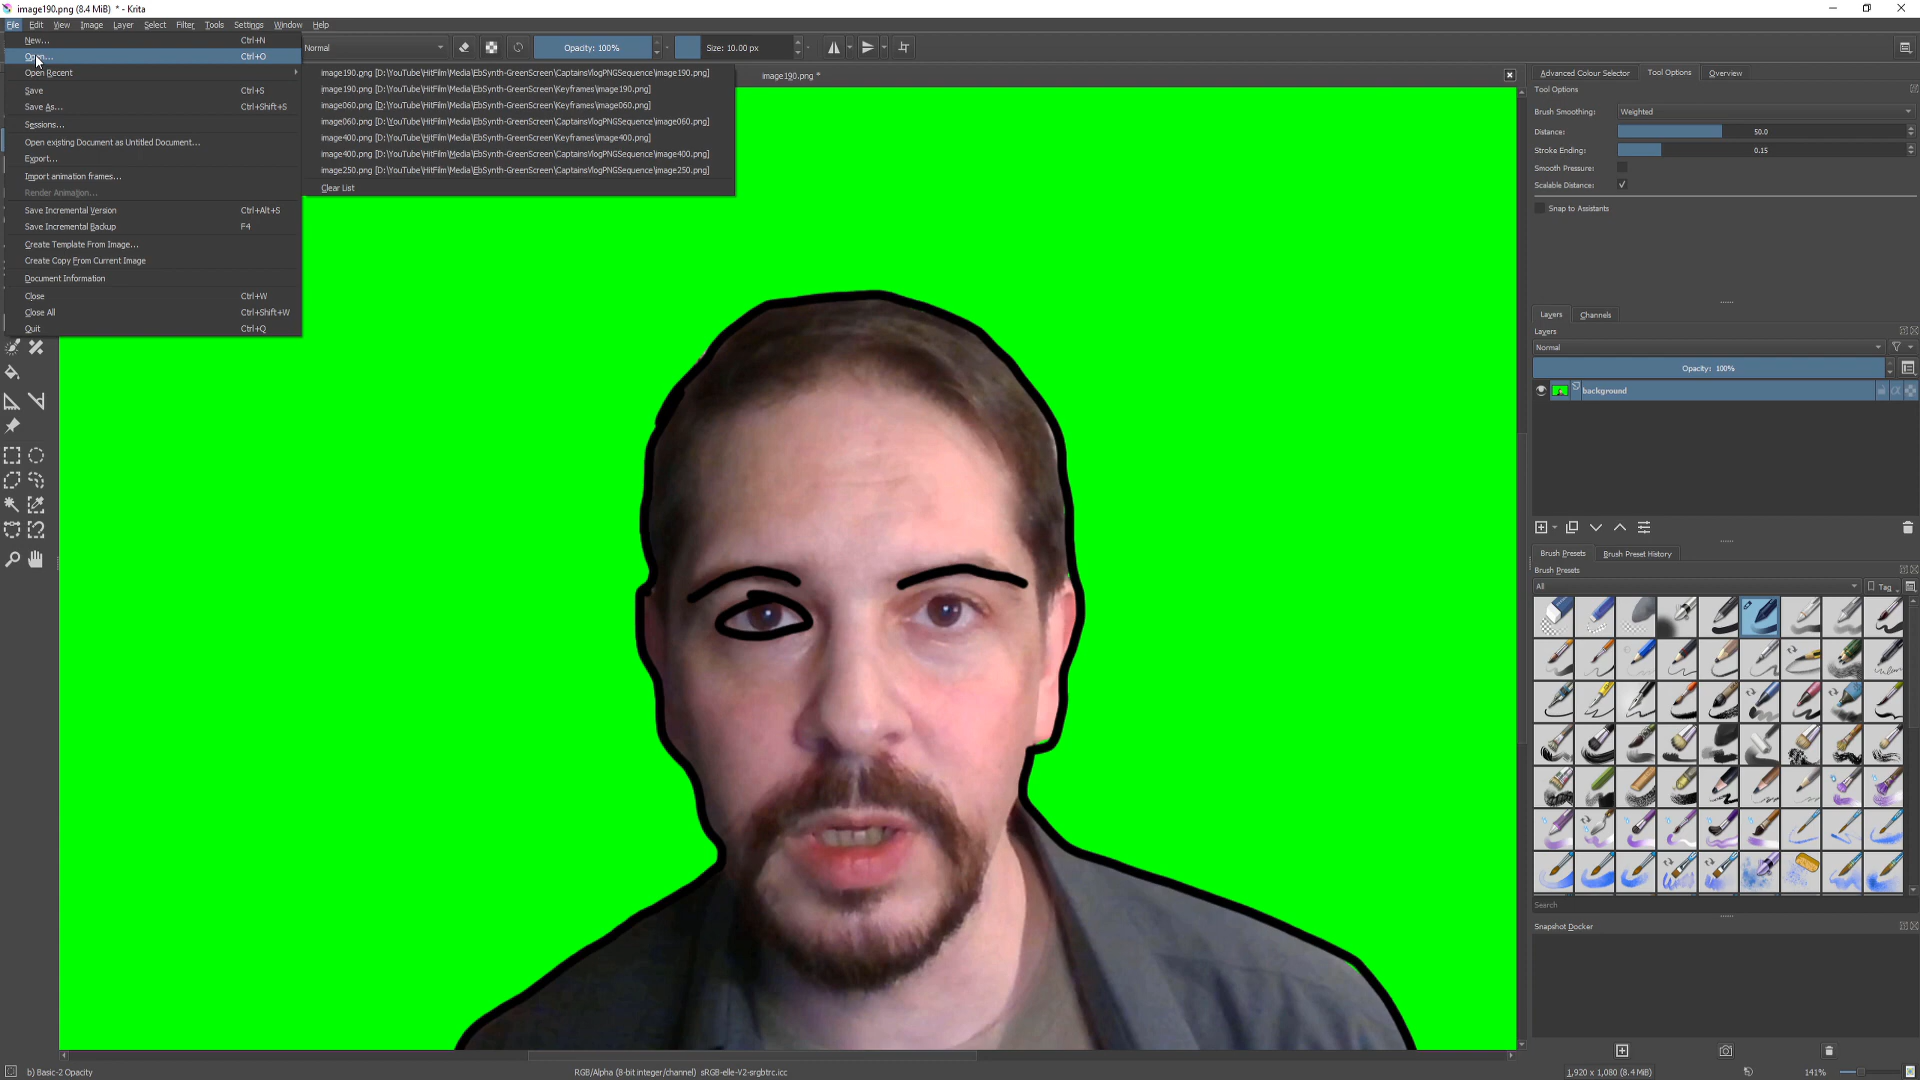 image190.png (8.4 MiB)  * - Krita
File Edit View Image Layer Select Filter Tools Settings Window Help
New... Ctrl+N
Open... Ctrl+O
Open Recent
Save Ctrl+S
Save As... Ctrl+Shift+S
Sessions...
Open existing Document as Untitled Document...
Export...
Import animation frames...
Render Animation...
Save Incremental Version Ctrl+Alt+S
Save Incremental Backup F4
Create Template From Image...
Create Copy From Current Image
Document Information
Close Ctrl+W
Close All Ctrl+Shift+W
Quit Ctrl+Q
Normal
Opacity: 100%
Size: 10.00 px
image190.png [D:\YouTube\HitFilm\Media\EbSynth-GreenScreen\CaptainsVlogPNGSequence\image190.png]
image190.png [D:\YouTube\HitFilm\Media\EbSynth-GreenScreen\Keyframes\image190.png]
image060.png [D:\YouTube\HitFilm\Media\EbSynth-GreenScreen\Keyframes\image060.png]
image060.png [D:\YouTube\HitFilm\Media\EbSynth-GreenScreen\CaptainsVlogPNGSequence\image060.png]
image400.png [D:\YouTube\HitFilm\Media\EbSynth-GreenScreen\Keyframes\image400.png]
image400.png [D:\YouTube\HitFilm\Media\EbSynth-GreenScreen\CaptainsVlogPNGSequence\image400.png]
image250.png [D:\YouTube\HitFilm\Media\EbSynth-GreenScreen\CaptainsVlogPNGSequence\image250.png]
Clear List
image190.png *
Advanced Colour Selector Tool Options Overview
Tool Options
Brush Smoothing: Weighted
Distance: 50.0
Stroke Ending: 0.15
Smooth Pressure:
Scalable Distance:
Snap to Assistants
Layers Channels
Layers
Normal
Opacity: 100%
background
Brush Presets Brush Preset History
Brush Presets
All Tag
Search
Snapshot Docker
b) Basic-2 Opacity
RGB/Alpha (8-bit integer/channel)  sRGB-elle-V2-srgbtrc.icc
1,920 x 1,080 (8.4 MiB)
141%